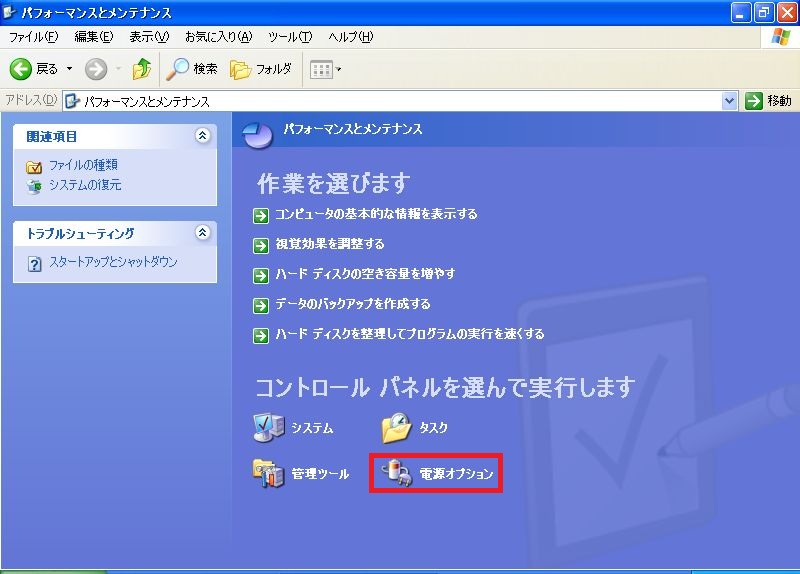 パフォーマンスとメンテナンス
ファイル(F) 編集(E) 表示(V) お気に入り(A) ツール(T) ヘルプ(H)
戻る 検索 フォルダ
アドレス(D) パフォーマンスとメンテナンス 移動
関連項目
ファイルの種類
システムの復元
トラブルシューティング
スタートアップとシャットダウン
パフォーマンスとメンテナンス
作業を選びます
コンピュータの基本的な情報を表示する
視覚効果を調整する
ハード ディスクの空き容量を増やす
データのバックアップを作成する
ハード ディスクを整理してプログラムの実行を速くする
コントロール パネルを選んで実行します
システム タスク
管理ツール 電源オプション